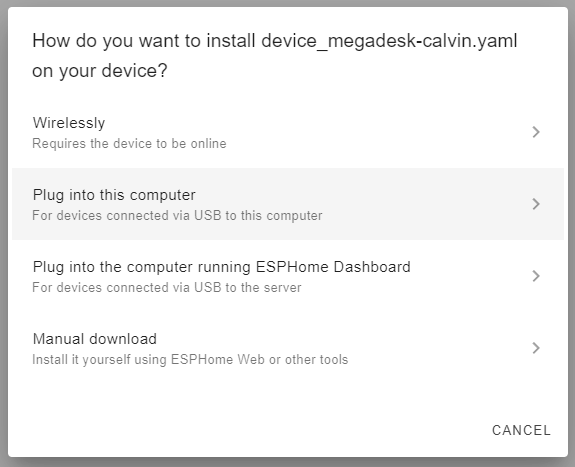 How do you want to install device_megadesk-calvin.yaml
on your device?
Wirelessly
Requires the device to be online
Plug into this computer
For devices connected via USB to this computer
Plug into the computer running ESPHome Dashboard
For devices connected via USB to the server
Manual download
Install it yourself using ESPHome Web or other tools
CANCEL